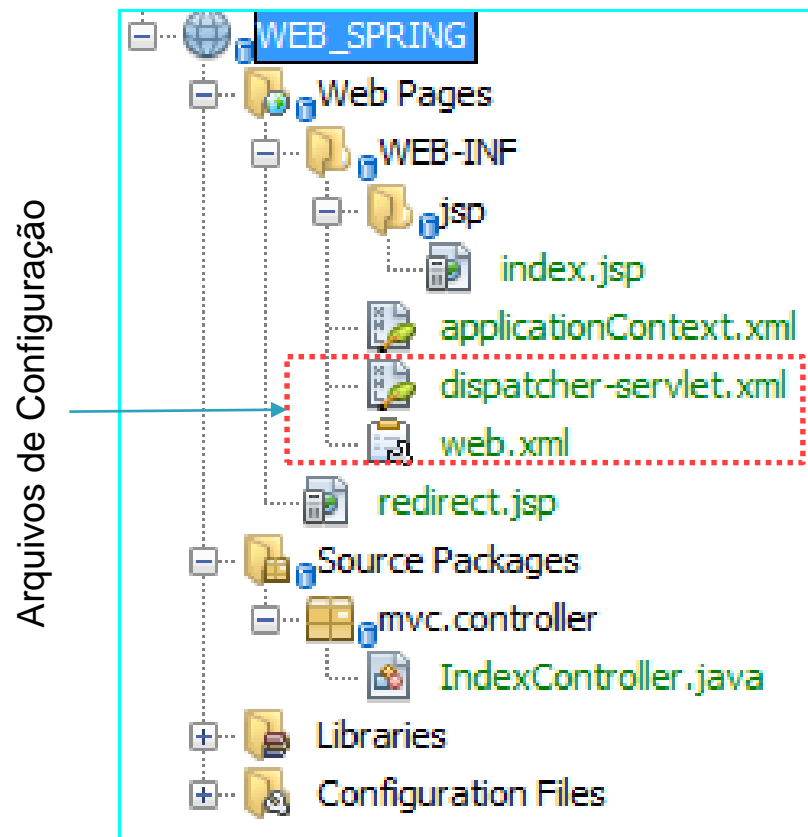 WEB_SPRING
Web Pages
WEB-INF
jsp
index.jsp
applicationContext.xml
dispatcher-servlet.xml
web.xml
redirect.jsp
Source Packages
mvc.controller
IndexController.java
Libraries
Configuration Files
Arquivos de Configuração